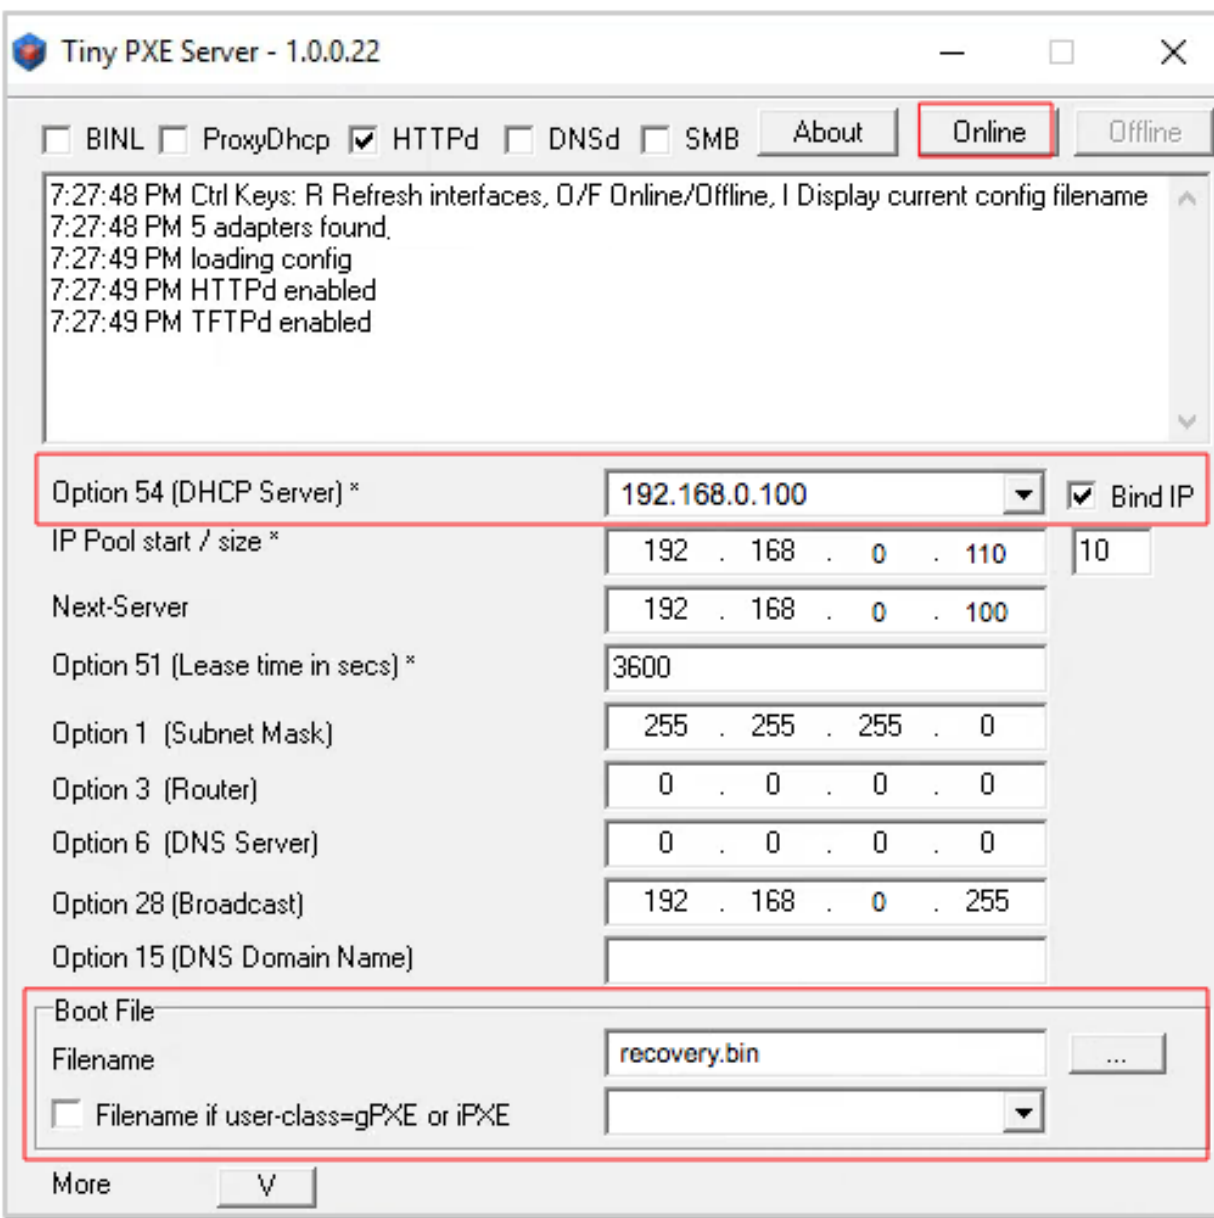 Tiny PXE Server - 1.0.0.22
BINL ProxyDhcp HTTPd DNSd SMB About Online Offline
7:27:48 PM Ctrl Keys: R Refresh interfaces, O/F Online/Offline, I Display current config filename
7:27:48 PM 5 adapters found,
7:27:49 PM loading config
7:27:49 PM HTTPd enabled
7:27:49 PM TFTPd enabled
Option 54 (DHCP Server) * 192.168.0.100 Bind IP
IP Pool start / size * 192 . 168 . 0 . 110 10
Next-Server 192 . 168 . 0 . 100
Option 51 (Lease time in secs) * 3600
Option 1 (Subnet Mask) 255 . 255 . 255 . 0
Option 3 (Router) 0 . 0 . 0 . 0
Option 6 (DNS Server) 0 . 0 . 0 . 0
Option 28 (Broadcast) 192 . 168 . 0 . 255
Option 15 (DNS Domain Name)
Boot File
Filename recovery.bin ...
Filename if user-class=gPXE or iPXE
More V